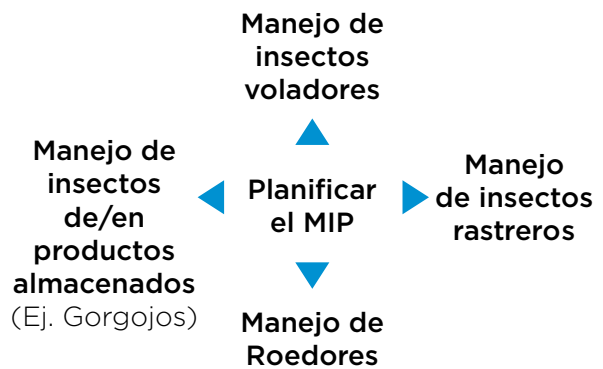 Manejo de
insectos
voladores
Manejo de
insectos
de/en
productos
almacenados
(Ej. Gorgojos)
Planificar
el MIP
Manejo
de insectos
rastreros
Manejo de
Roedores